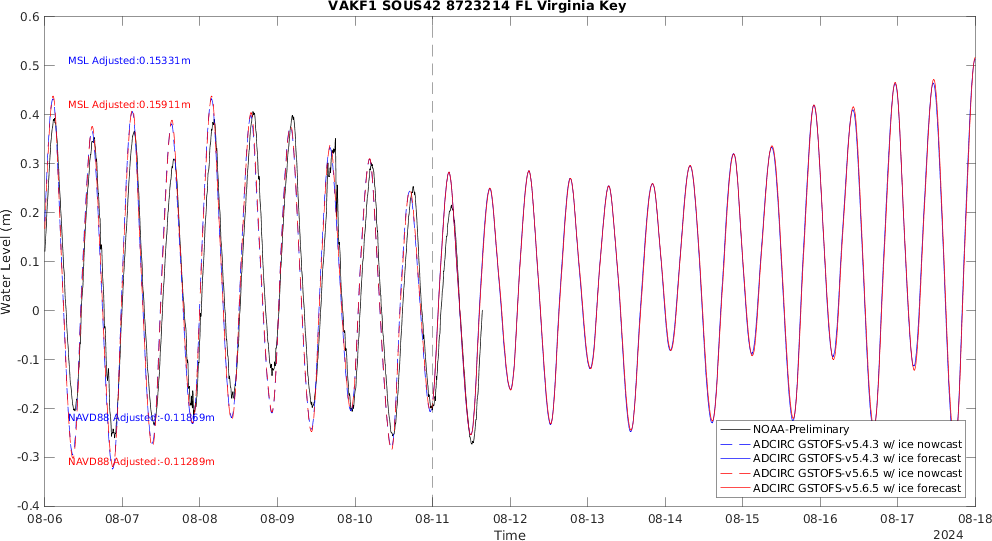 VAKF1 SOUS42 8723214 FL Virginia Key
0.6
0.5
0.4
0.3
0.2
0.1
0
-0.1
-0.2
-0.3
-0.4
Water Level (m)
MSL Adjusted:0.15331m
MSL Adjusted:0.15911m
NAVD88 Adjusted:-0.11869m
NAVD88 Adjusted:-0.11289m
NOAA-Preliminary
ADCIRC GSTOFS-v5.4.3 w/ ice nowcast
ADCIRC GSTOFS-v5.4.3 w/ ice forecast
ADCIRC GSTOFS-v5.6.5 w/ ice nowcast
ADCIRC GSTOFS-v5.6.5 w/ ice forecast
08-06 08-07 08-08 08-09 08-10 08-11 08-12 08-13 08-14 08-15 08-16 08-17 08-18
Time
2024